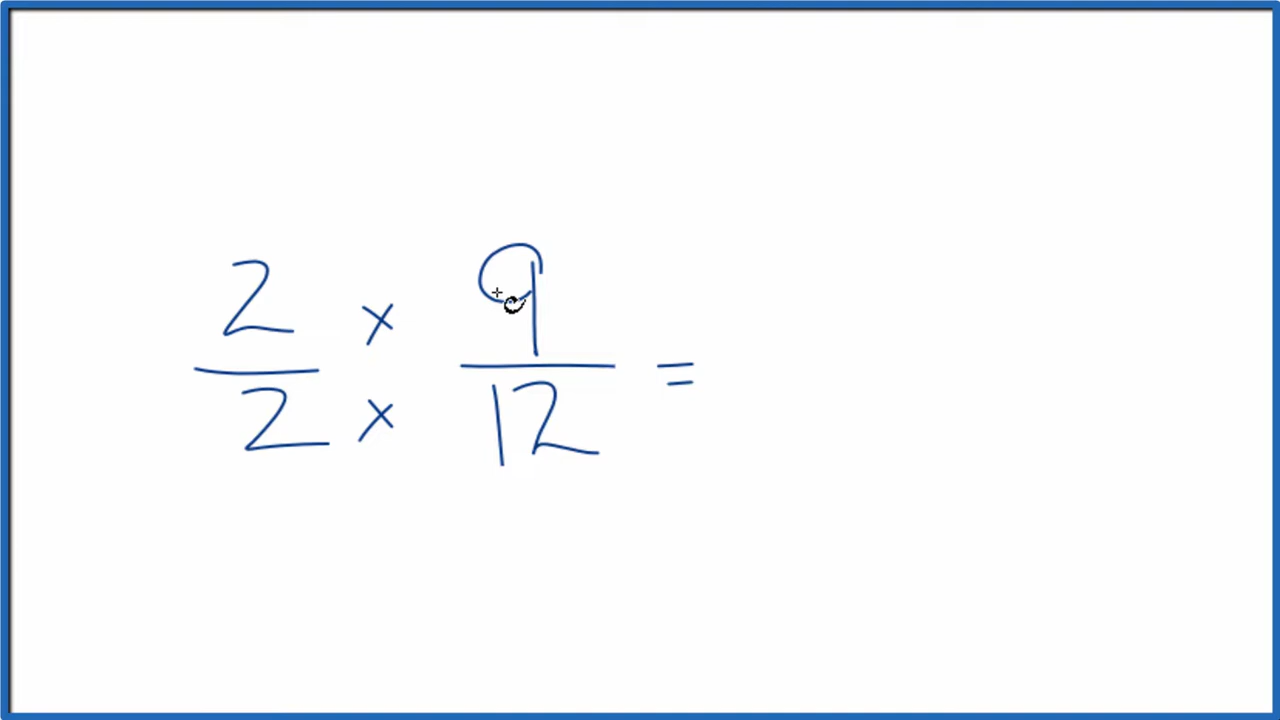 2 × 9
2 × 12 =